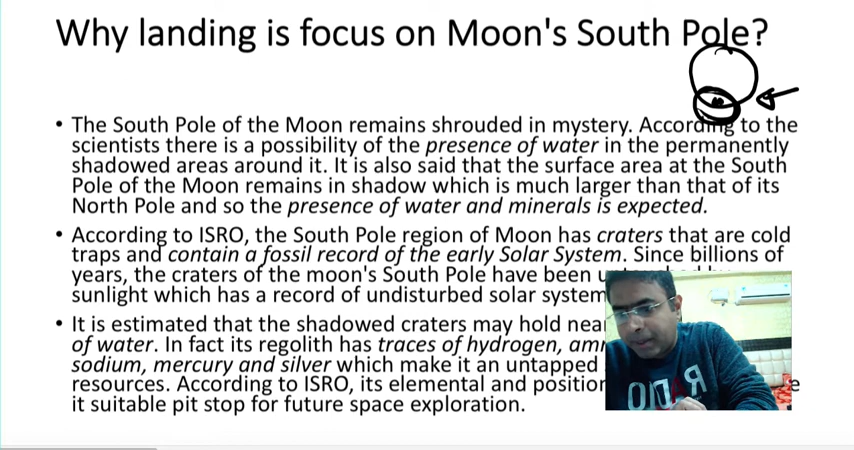 Why landing is focus on Moon's South Pole?
• The South Pole of the Moon remains shrouded in mystery. According to the
scientists there is a possibility of the presence of water in the permanently
shadowed areas around it. It is also said that the surface area at the South
Pole of the Moon remains in shadow which is much larger than that of its
North Pole and so the presence of water and minerals is expected.
• According to ISRO, the South Pole region of Moon has craters that are cold
traps and contain a fossil record of the early Solar System. Since billions of
years, the craters of the moon's South Pole have been
sunlight which has a record of undisturbed solar system
• It is estimated that the shadowed craters may hold
of water. In fact its regolith has traces of hydrogen,
sodium, mercury and silver which make it an untapped
resources. According to ISRO, its elemental and
it suitable pit stop for future space exploration.